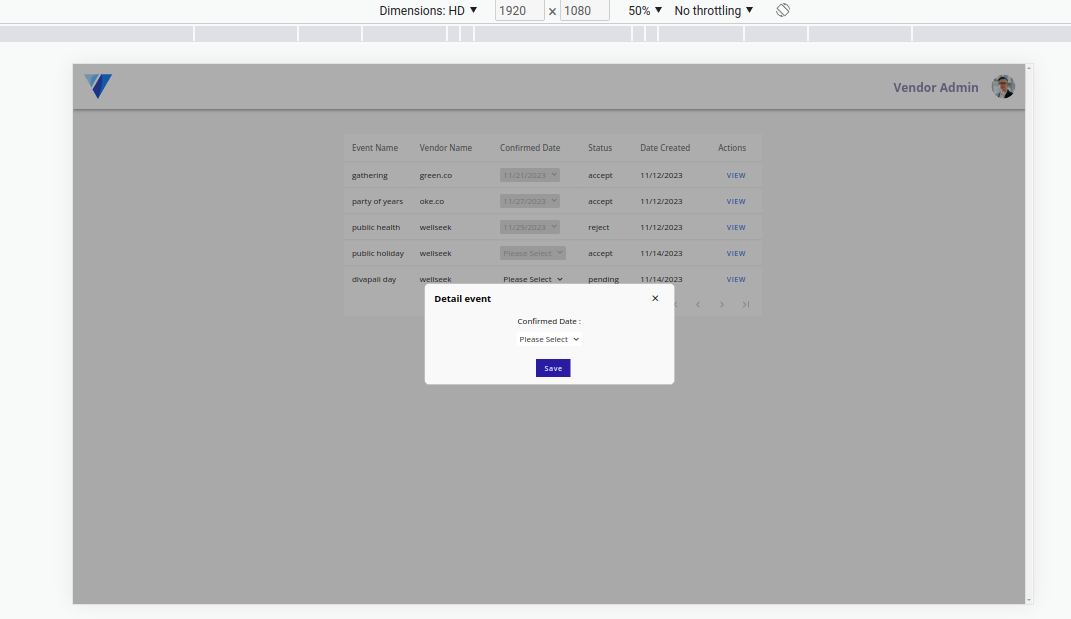 Dimensions: HD ▼ 1920 × 1080 50% ▼ No throttling ▼
Vendor Admin
Event Name Vendor Name Confirmed Date Status Date Created Actions
gathering green.co 11/21/2023 accept 11/12/2023 VIEW
party of years oke.co 11/27/2023 accept 11/12/2023 VIEW
public health wellseek 11/29/2023 reject 11/12/2023 VIEW
public holiday wellseek Please Select accept 11/14/2023 VIEW
divapali day wellseek Please Select pending 11/14/2023 VIEW
Detail event ×
Confirmed Date :
Please Select
Save